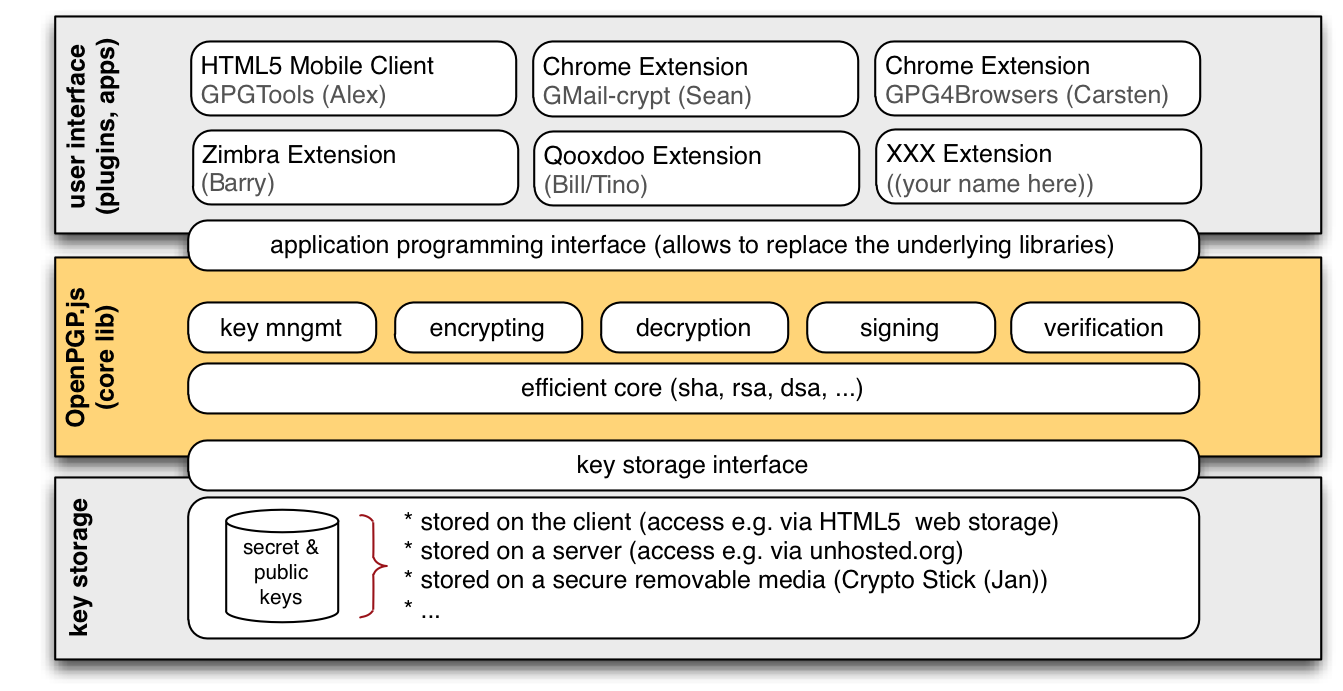 user interface
(plugins, apps)
HTML5 Mobile Client
GPGTools (Alex)
Chrome Extension
GMail-crypt (Sean)
Chrome Extension
GPG4Browsers (Carsten)
Zimbra Extension
(Barry)
Qooxdoo Extension
(Bill/Tino)
XXX Extension
((your name here))
application programming interface (allows to replace the underlying libraries)
OpenPGP.js
(core lib)
key mngmt
encrypting
decryption
signing
verification
efficient core (sha, rsa, dsa, ...)
key storage interface
key storage
secret &
public
keys
* stored on the client (access e.g. via HTML5  web storage)
* stored on a server (access e.g. via unhosted.org)
* stored on a secure removable media (Crypto Stick (Jan))
* ...